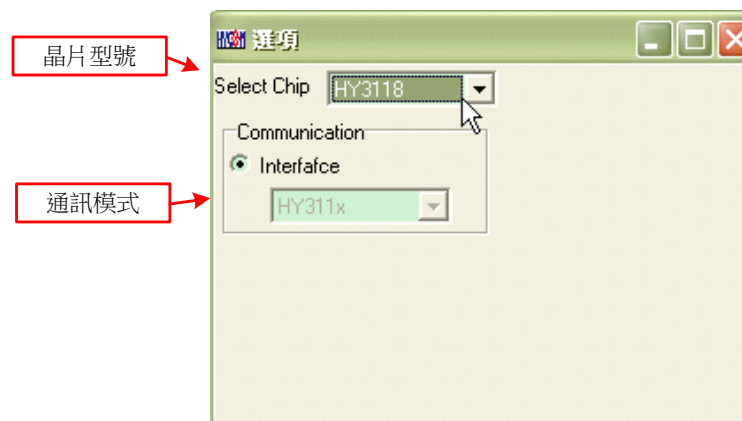 選項
晶片型號
Select Chip HY3118
Communication
Interfafce
通訊模式
HY311x